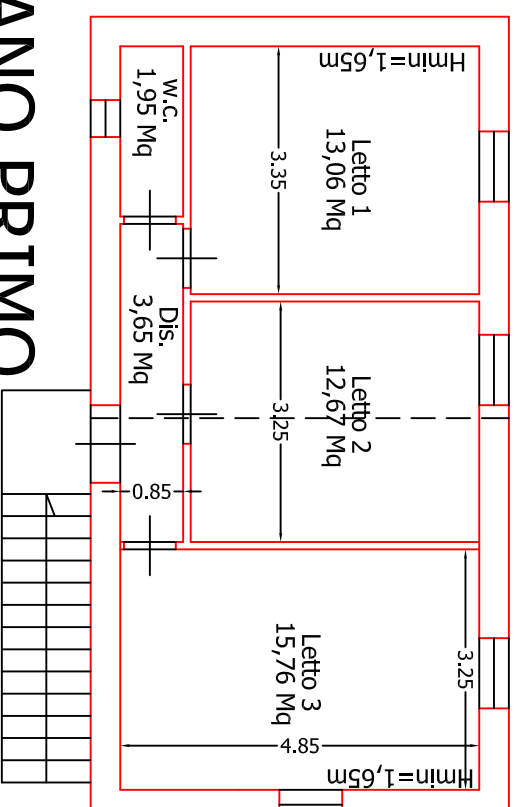 ANO PRIMO
Hmin=1,65m
w.c.
1,95 Mq
Letto 1
13,06 Mq
3.35
Dis.
3,65 Mq
Letto 2
12,67 Mq
3.25
0.85
Letto 3
15,76 Mq
3.25
4.85
Hmin=1,65m